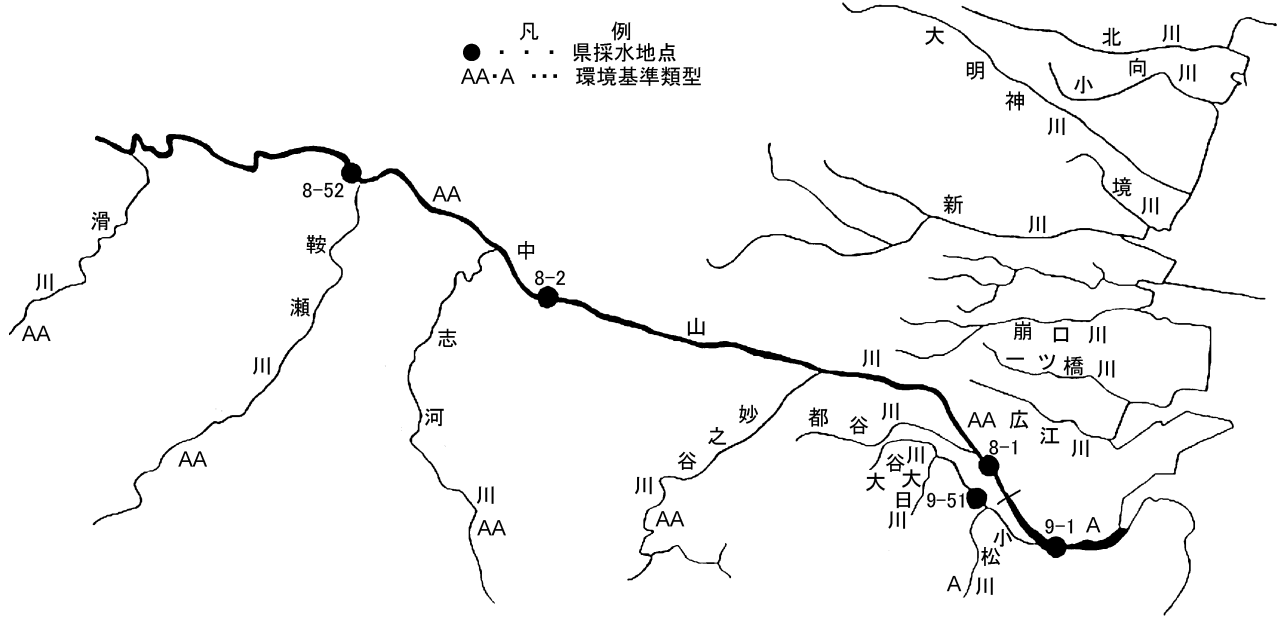 凡例
●・・・県採水地点
AA・A・・・環境基準類型
北川
小向川
大明神川
境川
新川
崩口川
一ツ橋川
広江川
中山川
AA
AA
A
8-52
8-2
8-1
9-51
9-1
滑川
AA
鞍瀬川
AA
志河川
AA
妙之谷川
AA
都谷川
大谷川
大日川
小松川
A